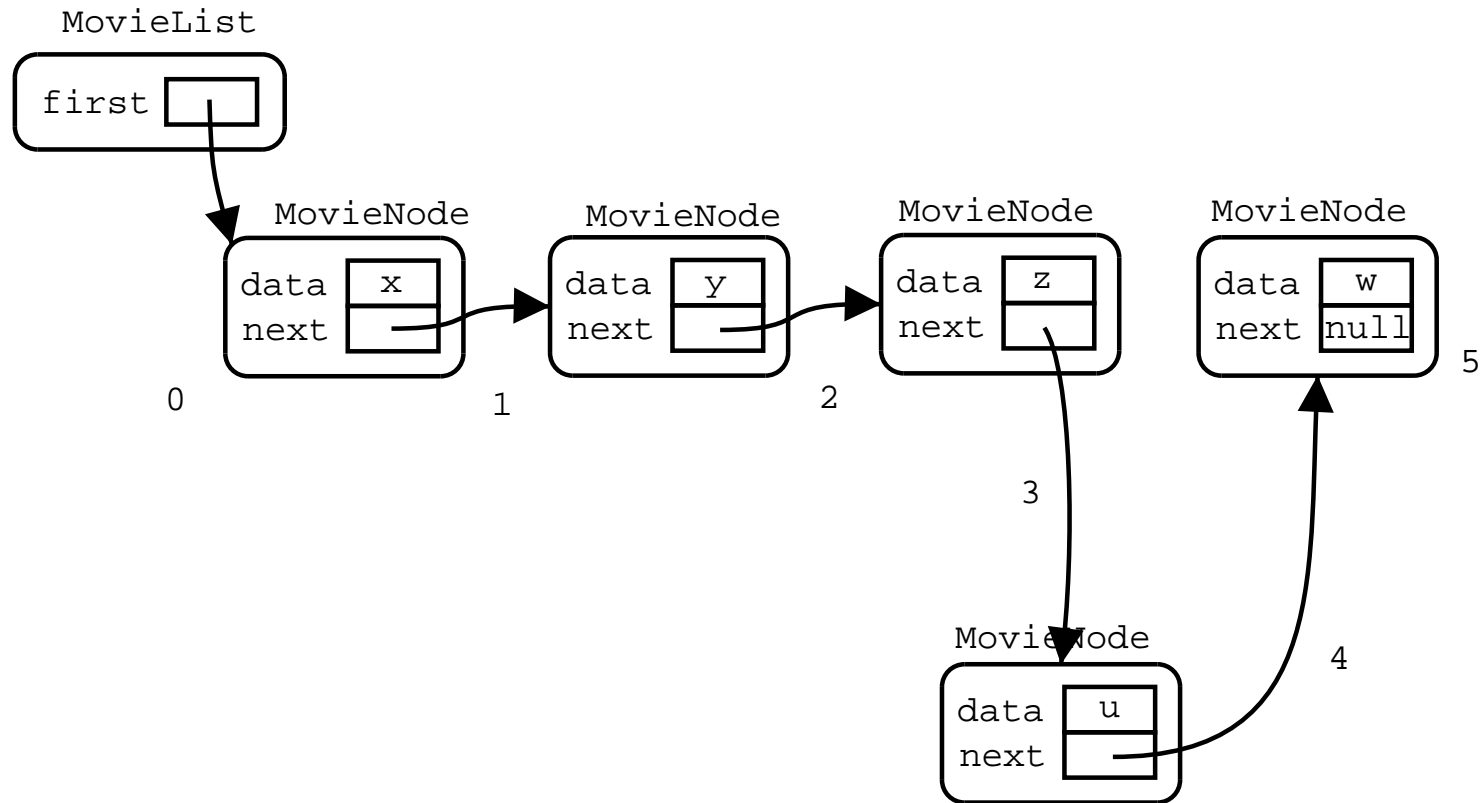 MovieList
first
MovieNode
data x
next
0
MovieNode
data y
next
1
MovieNode
data z
next
2
MovieNode
data w
next null
5
3
MovieNode
data u
next
4